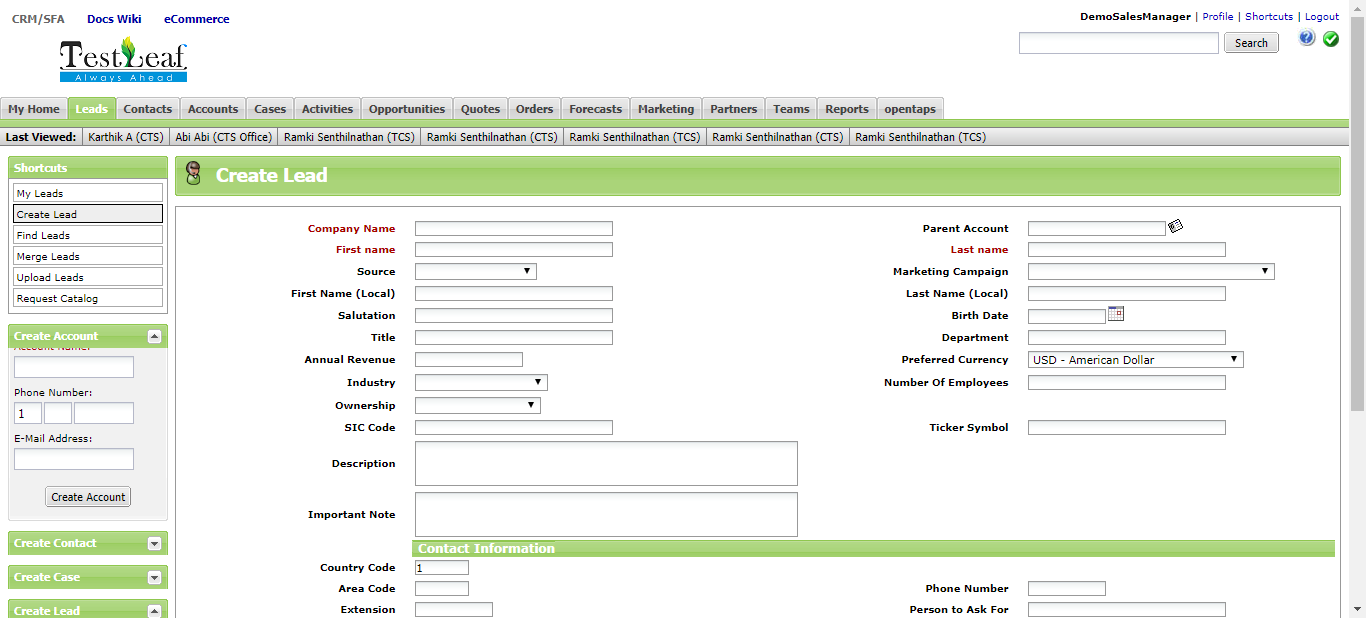 CRM/SFA Docs Wiki eCommerce
DemoSalesManager | Profile | Shortcuts | Logout
TestLeaf
Always Ahead
Search
My Home Leads Contacts Accounts Cases Activities Opportunities Quotes Orders Forecasts Marketing Partners Teams Reports opentaps
Last Viewed: Karthik A (CTS) Abi Abi (CTS Office) Ramki Senthilnathan (TCS) Ramki Senthilnathan (CTS) Ramki Senthilnathan (TCS) Ramki Senthilnathan (CTS) Ramki Senthilnathan (TCS)
Shortcuts
My Leads
Create Lead
Find Leads
Merge Leads
Upload Leads
Request Catalog
Create Account
Account Name:
Phone Number:
1
E-Mail Address:
Create Account
Create Contact
Create Case
Create Lead
Create Lead
Company Name Parent Account
First name Last name
Source Marketing Campaign
First Name (Local) Last Name (Local)
Salutation Birth Date
Title Department
Annual Revenue Preferred Currency USD - American Dollar
Industry Number Of Employees
Ownership
SIC Code Ticker Symbol
Description
Important Note
Contact Information
Country Code 1
Area Code Phone Number
Extension Person to Ask For